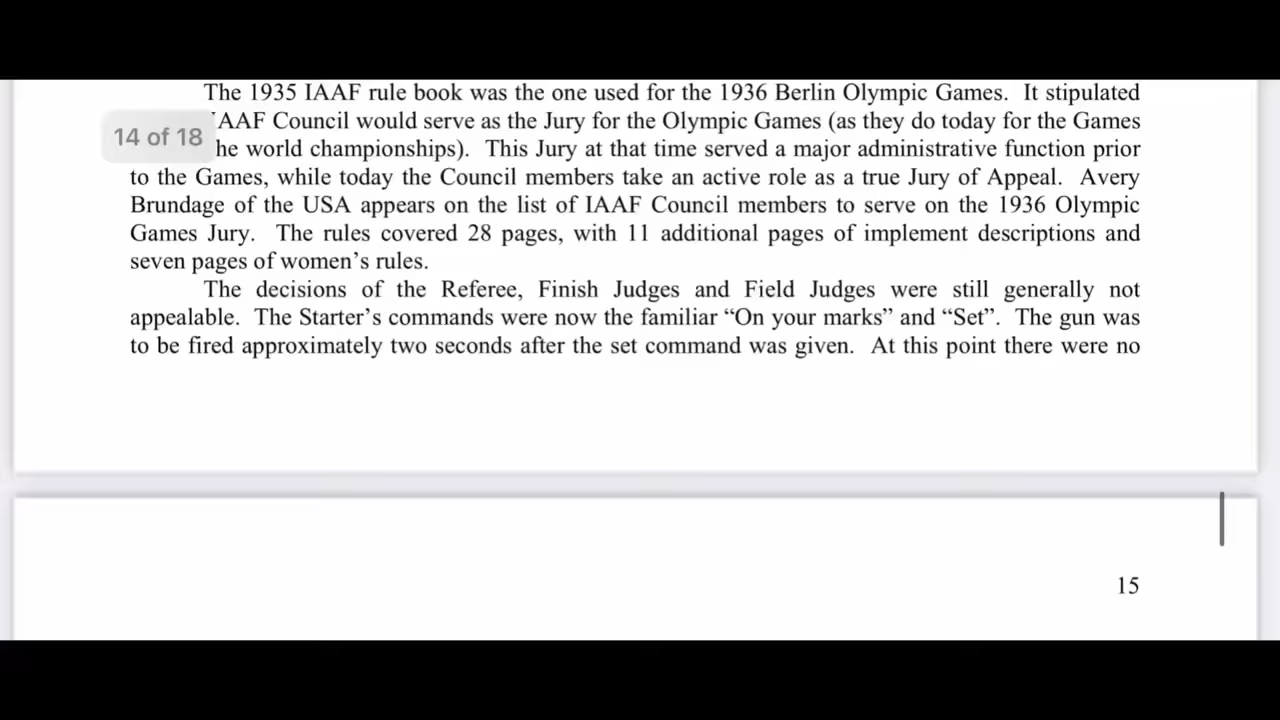 The 1935 IAAF rule book was the one used for the 1936 Berlin Olympic Games. It stipulated
14 of 18
IAAF Council would serve as the Jury for the Olympic Games (as they do today for the Games
he world championships). This Jury at that time served a major administrative function prior
to the Games, while today the Council members take an active role as a true Jury of Appeal. Avery
Brundage of the USA appears on the list of IAAF Council members to serve on the 1936 Olympic
Games Jury. The rules covered 28 pages, with 11 additional pages of implement descriptions and
seven pages of women’s rules.
The decisions of the Referee, Finish Judges and Field Judges were still generally not
appealable. The Starter’s commands were now the familiar “On your marks” and “Set”. The gun was
to be fired approximately two seconds after the set command was given. At this point there were no
15